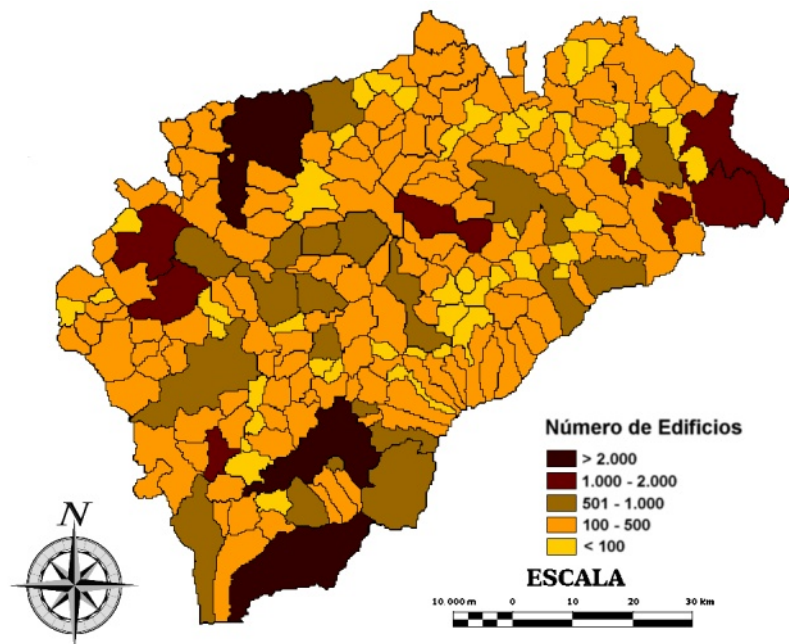 Número de Edificios
> 2.000
1.000 - 2.000
501 - 1.000
100 - 500
< 100
N
ESCALA
10.000 m 0 10 20 30 km